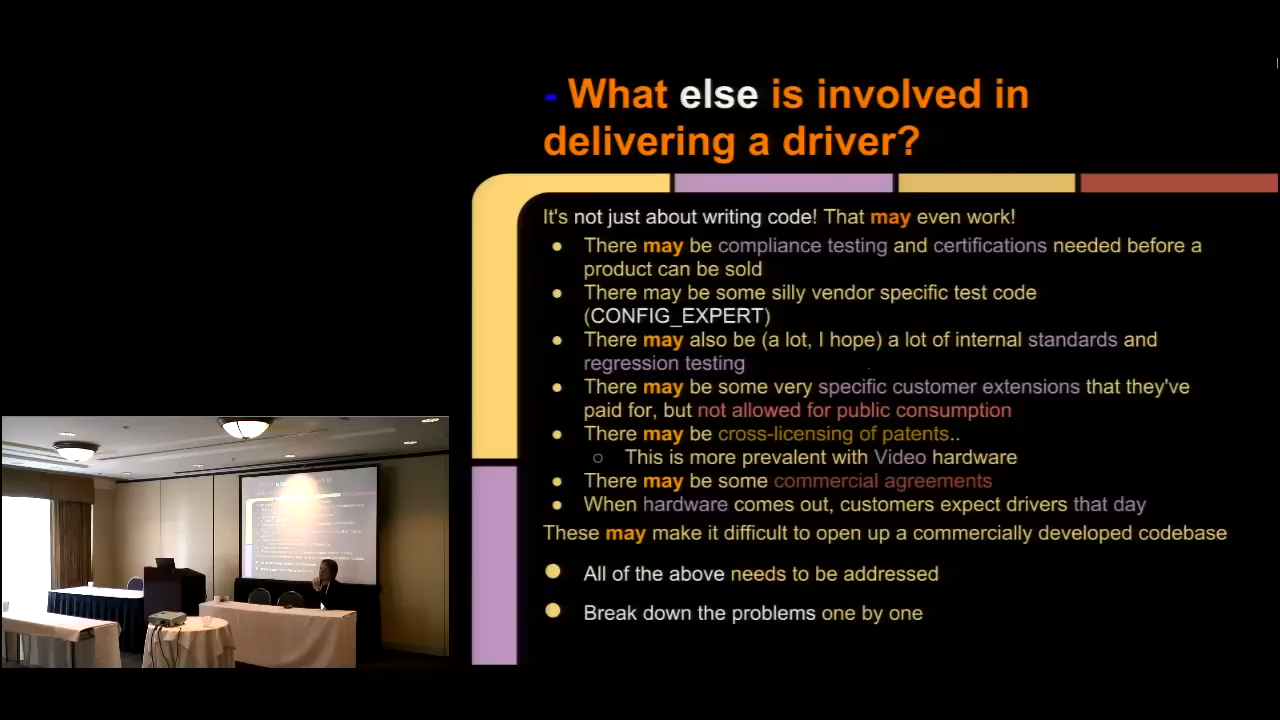 - What else is involved in
delivering a driver?
It's not just about writing code! That may even work!
● There may be compliance testing and certifications needed before a
product can be sold
● There may be some silly vendor specific test code
(CONFIG_EXPERT)
● There may also be (a lot, I hope) a lot of internal standards and
regression testing
● There may be some very specific customer extensions that they've
paid for, but not allowed for public consumption
● There may be cross-licensing of patents..
○ This is more prevalent with Video hardware
● There may be some commercial agreements
● When hardware comes out, customers expect drivers that day
These may make it difficult to open up a commercially developed codebase
● All of the above needs to be addressed
● Break down the problems one by one